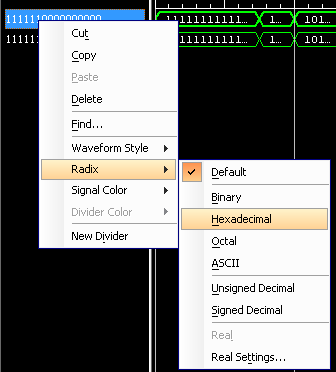 1111110000000000
11111111111...
1...
101...
11111
11111111111...
1...
101...
Cut
Copy
Paste
Delete
Find...
Waveform Style
Radix
Signal Color
Divider Color
New Divider
Default
Binary
Hexadecimal
Octal
ASCII
Unsigned Decimal
Signed Decimal
Real
Real Settings...